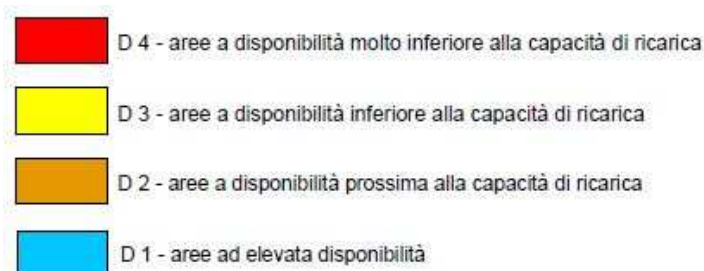 D 4 - aree a disponibilità molto inferiore alla capacità di ricarica
D 3 - aree a disponibilità inferiore alla capacità di ricarica
D 2 - aree a disponibilità prossima alla capacità di ricarica
D 1 - aree ad elevata disponibilità